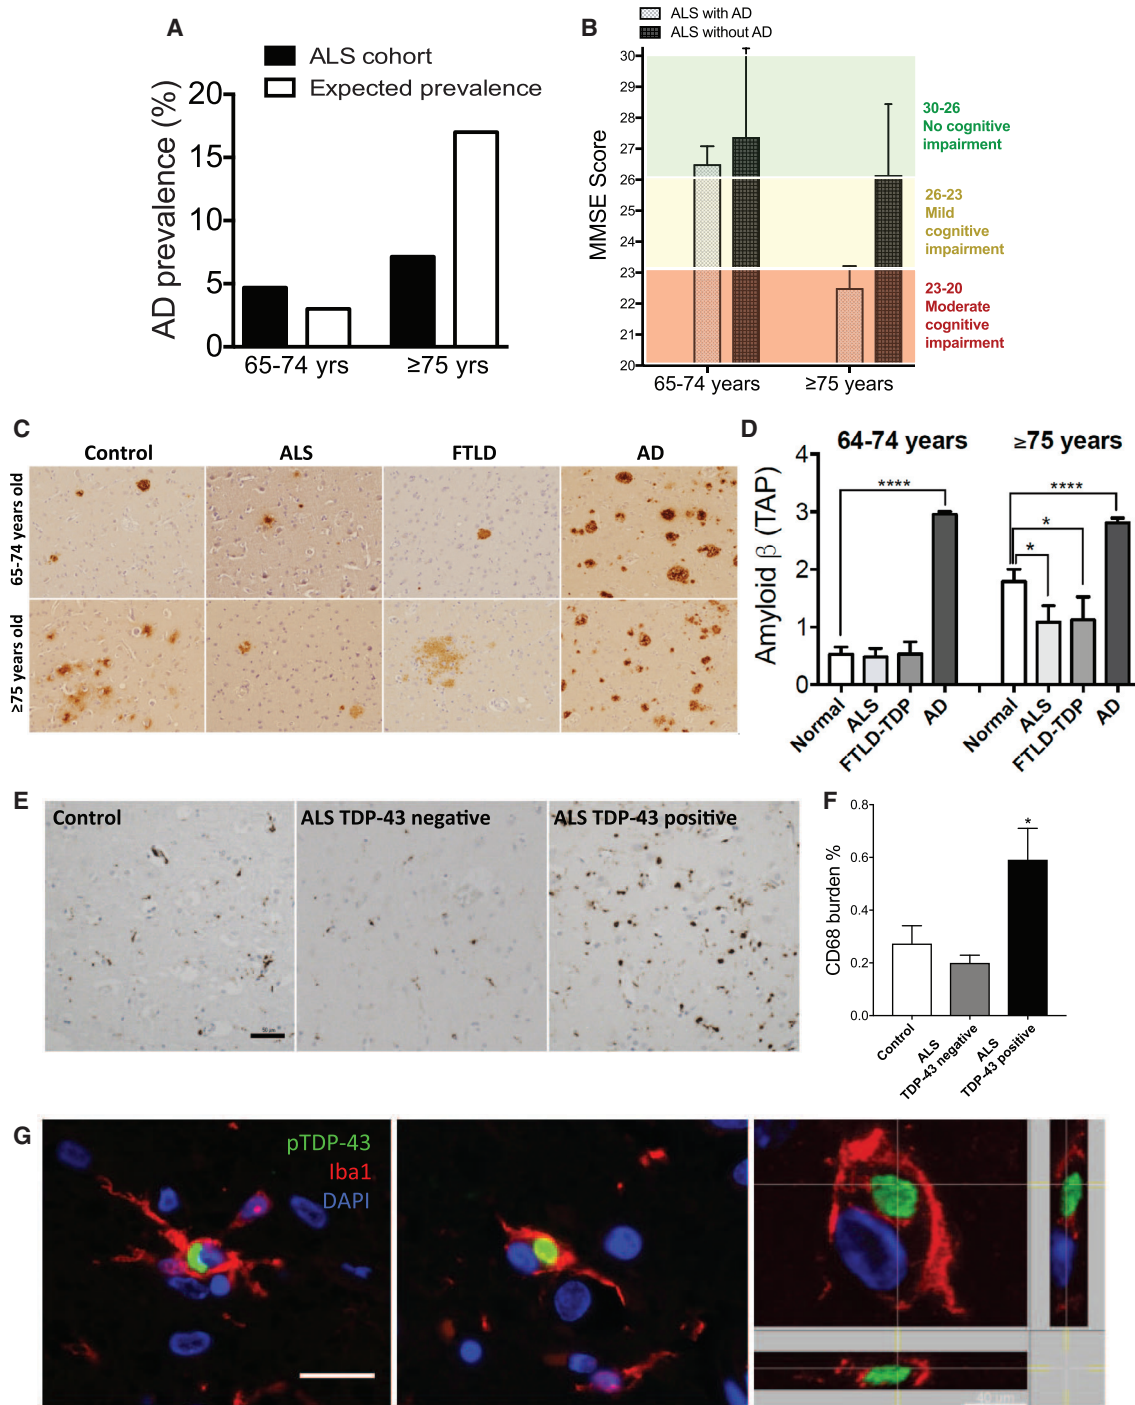 A
ALS cohort
Expected prevalence
AD prevalence (%)
20
15
10
5
0
65-74 yrs
≥75 yrs
B
ALS with AD
ALS without AD
MMSE Score
30
29
28
27
26
25
24
23
22
21
20
65-74 years
≥75 years
30-26
No cognitive
impairment
26-23
Mild
cognitive
impairment
23-20
Moderate
cognitive
impairment
C
Control
ALS
FTLD
AD
65-74 years old
≥75 years old
D
64-74 years
≥75 years
Amyloid β (TAP)
4
3
2
1
0
****
****
*
*
Normal
ALS
FTLD-TDP
AD
Normal
ALS
FTLD-TDP
AD
E
Control
ALS TDP-43 negative
ALS TDP-43 positive
50 µm
F
CD68 burden %
0.8
0.6
0.4
0.2
0.0
*
Control
ALS
TDP-43 negative
ALS
TDP-43 positive
G
pTDP-43
Iba1
DAPI
40 µm